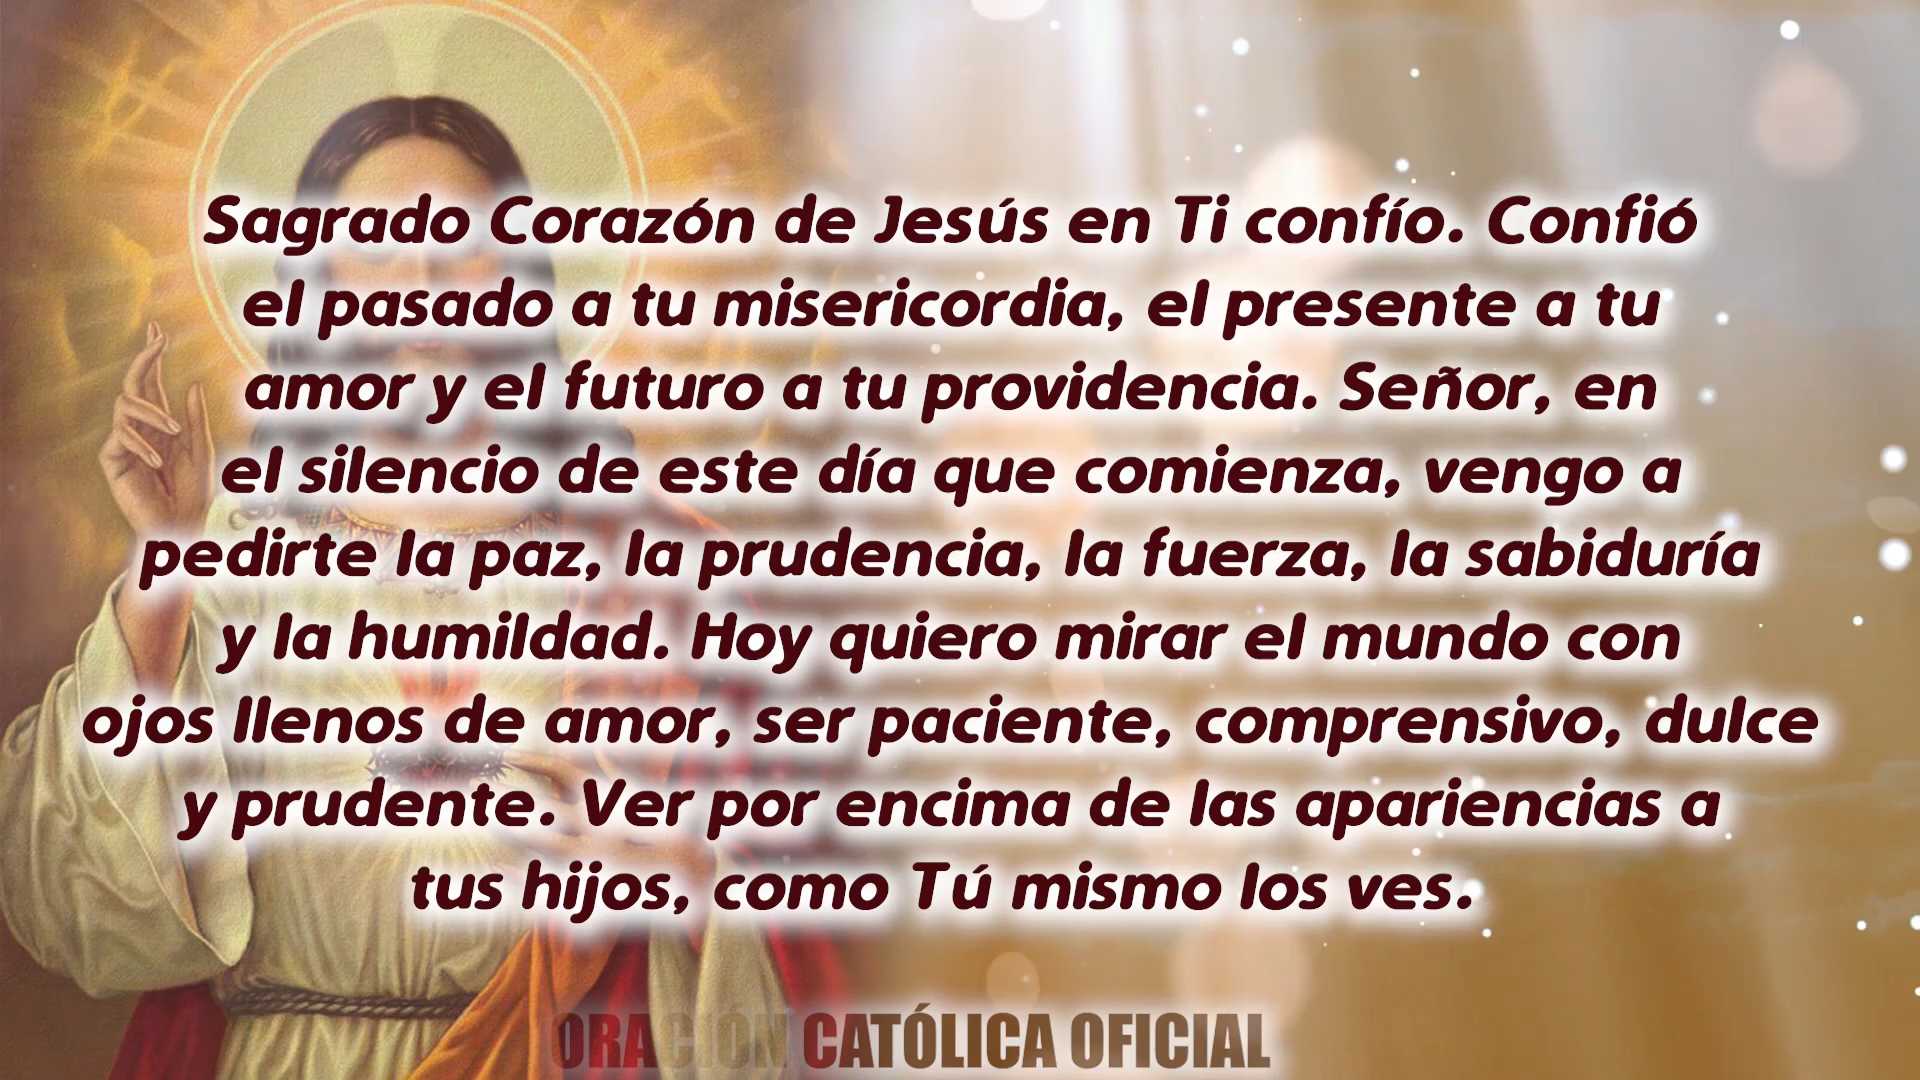 Sagrado Corazón de Jesús en Ti confío. Confió
el pasado a tu misericordia, el presente a tu
amor y el futuro a tu providencia. Señor, en
el silencio de este día que comienza, vengo a
pedirte la paz, la prudencia, la fuerza, la sabiduría
y la humildad. Hoy quiero mirar el mundo con
ojos llenos de amor, ser paciente, comprensivo, dulce
y prudente. Ver por encima de las apariencias a
tus hijos, como Tú mismo los ves.
ORACIÓN CATÓLICA OFICIAL